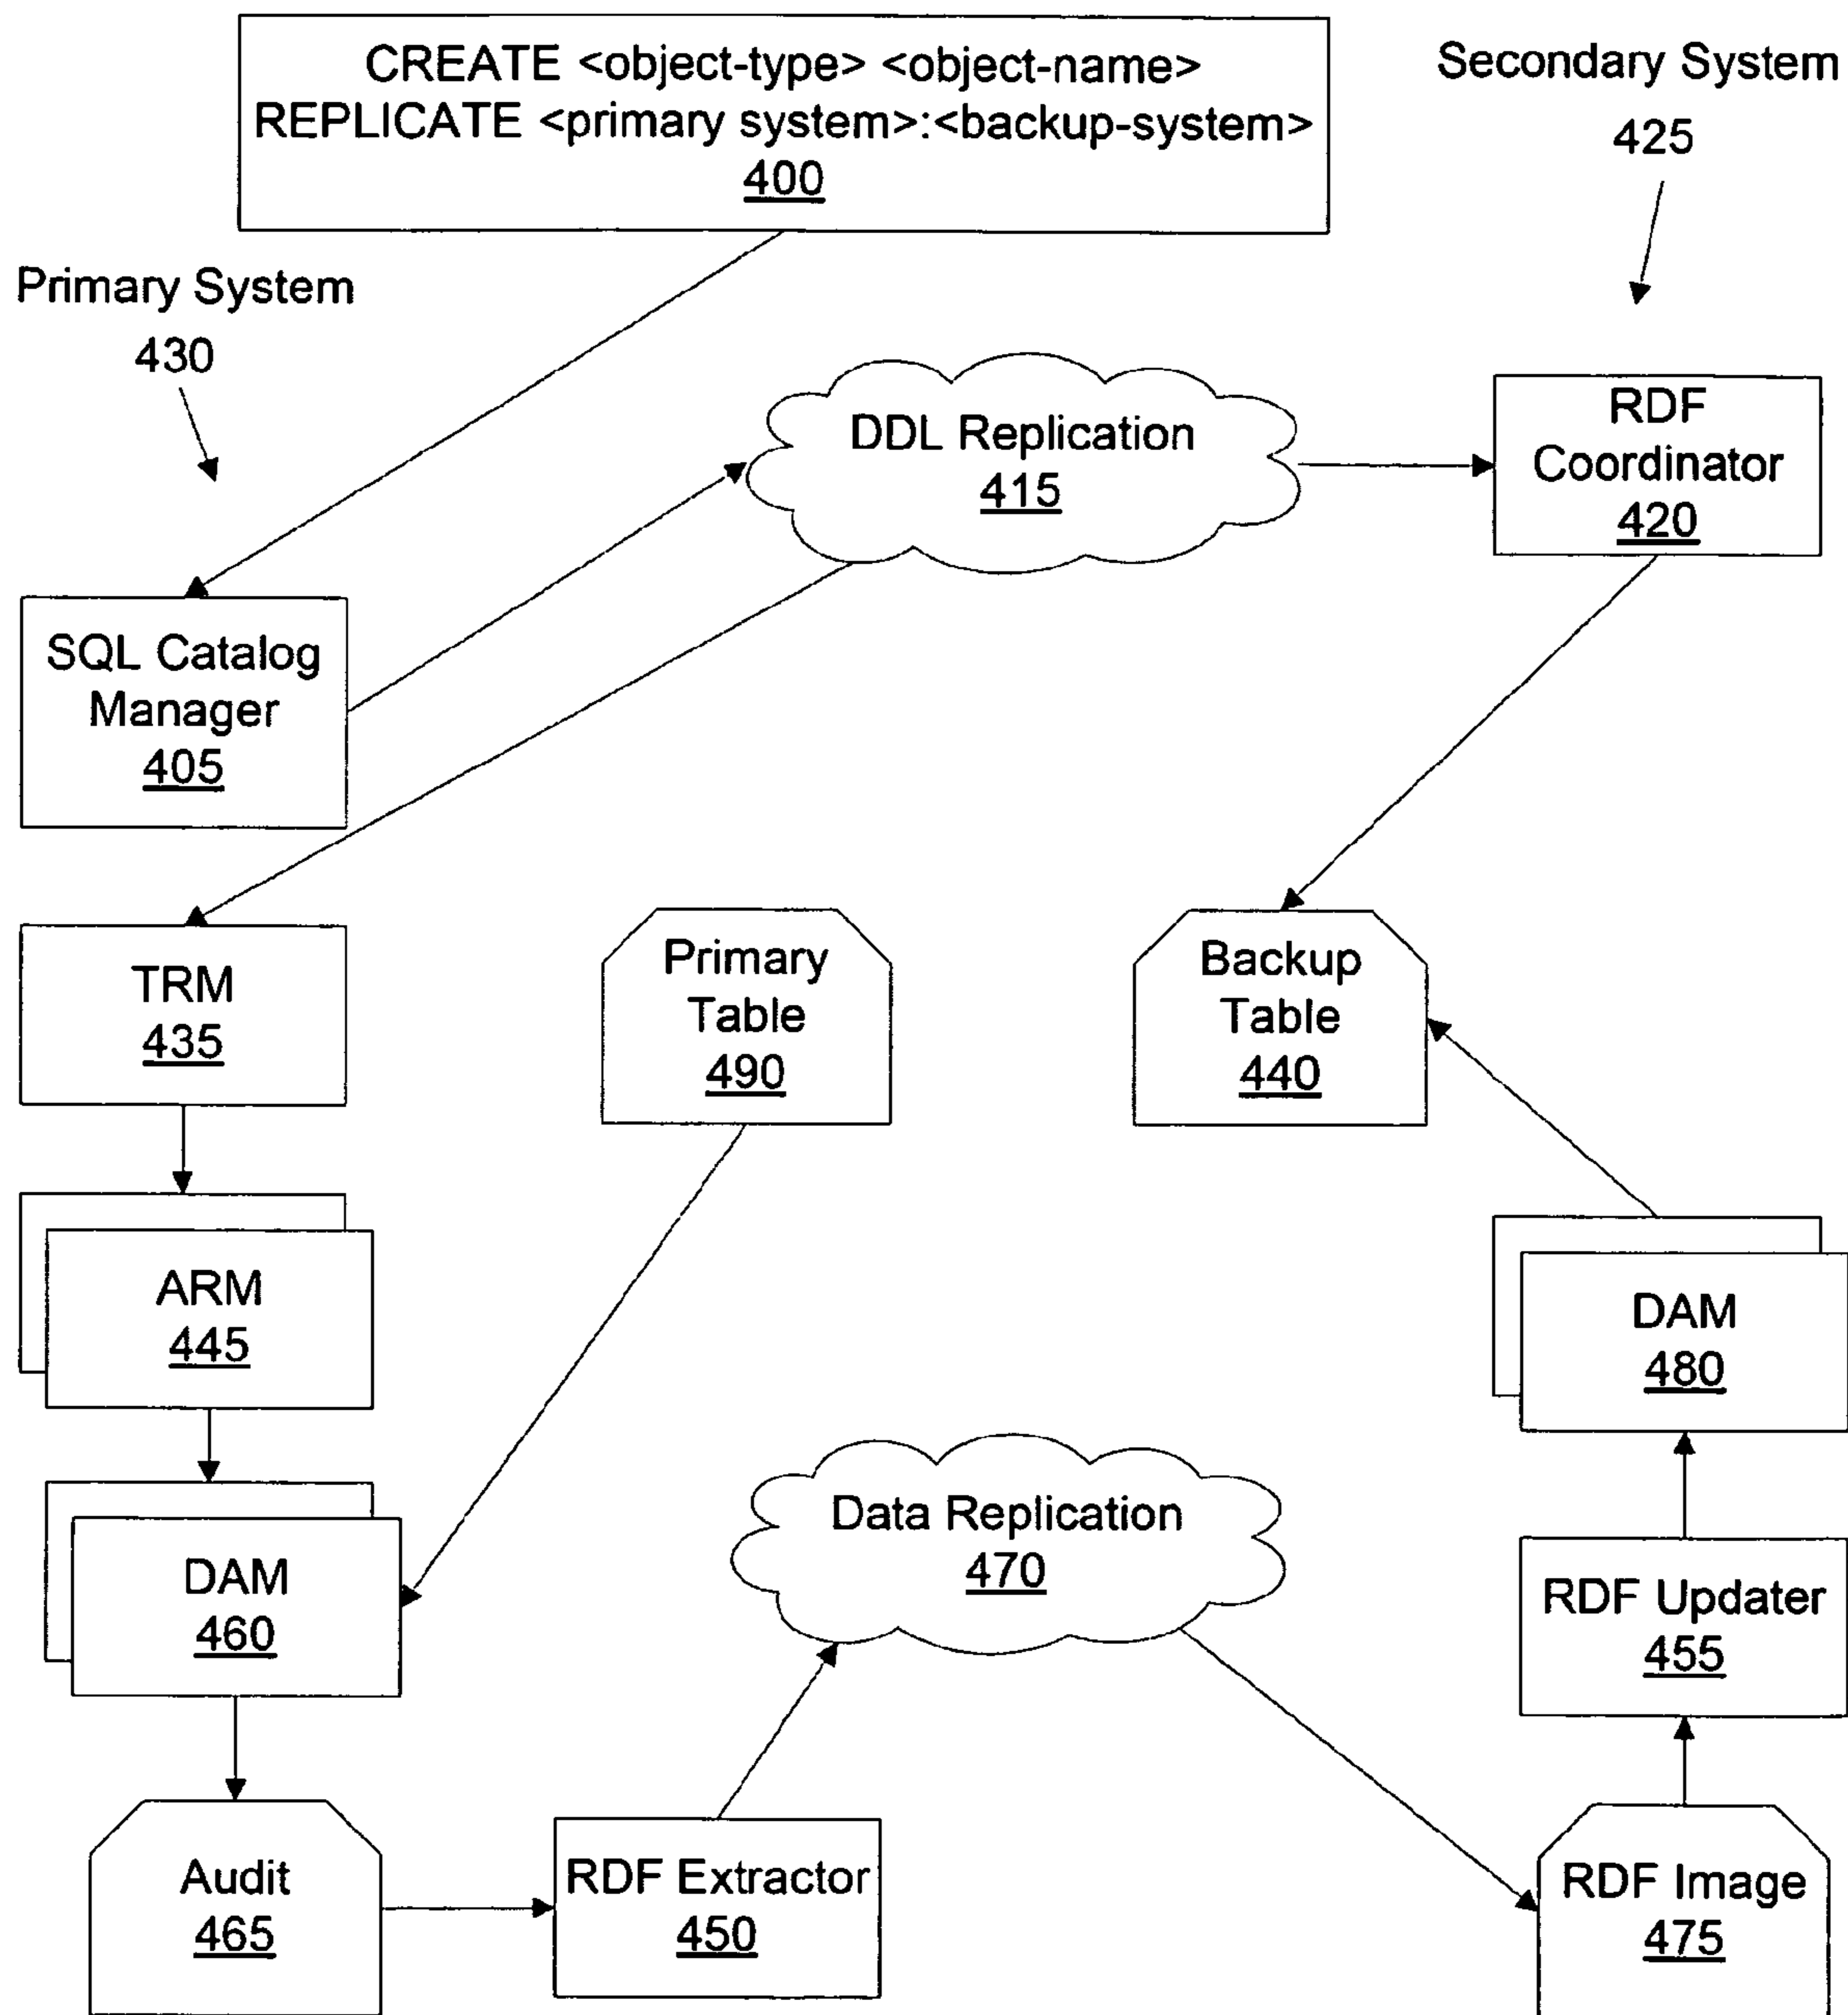 CREATE <object-type> <object-name>
REPLICATE <primary system>:<backup-system>
400
Secondary System
425
Primary System
430
DDL Replication
415
RDF
Coordinator
420
SQL Catalog
Manager
405
TRM
435
Primary
Table
490
Backup
Table
440
ARM
445
DAM
480
DAM
460
Data Replication
470
RDF Updater
455
Audit
465
RDF Extractor
450
RDF Image
475